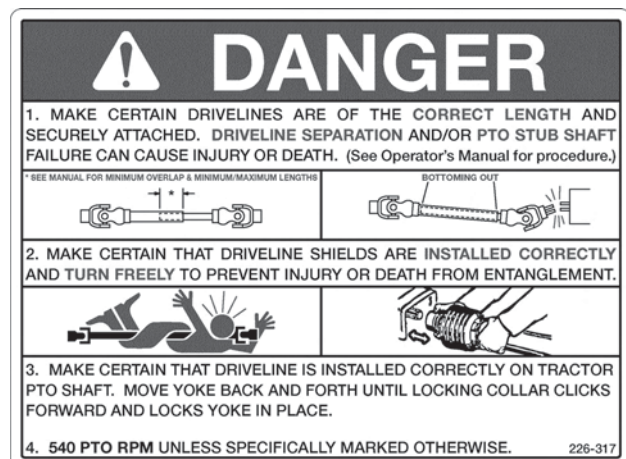 DANGER
1. MAKE CERTAIN DRIVELINES ARE OF THE CORRECT LENGTH AND
SECURELY ATTACHED. DRIVELINE SEPARATION AND/OR PTO STUB SHAFT
FAILURE CAN CAUSE INJURY OR DEATH. (See Operator's Manual for procedure.)
* SEE MANUAL FOR MINIMUM OVERLAP & MINIMUM/MAXIMUM LENGTHS
*
BOTTOMING OUT
2. MAKE CERTAIN THAT DRIVELINE SHIELDS ARE INSTALLED CORRECTLY
AND TURN FREELY TO PREVENT INJURY OR DEATH FROM ENTANGLEMENT.
3. MAKE CERTAIN THAT DRIVELINE IS INSTALLED CORRECTLY ON TRACTOR
PTO SHAFT. MOVE YOKE BACK AND FORTH UNTIL LOCKING COLLAR CLICKS
FORWARD AND LOCKS YOKE IN PLACE.
4. 540 PTO RPM UNLESS SPECIFICALLY MARKED OTHERWISE. 226-317